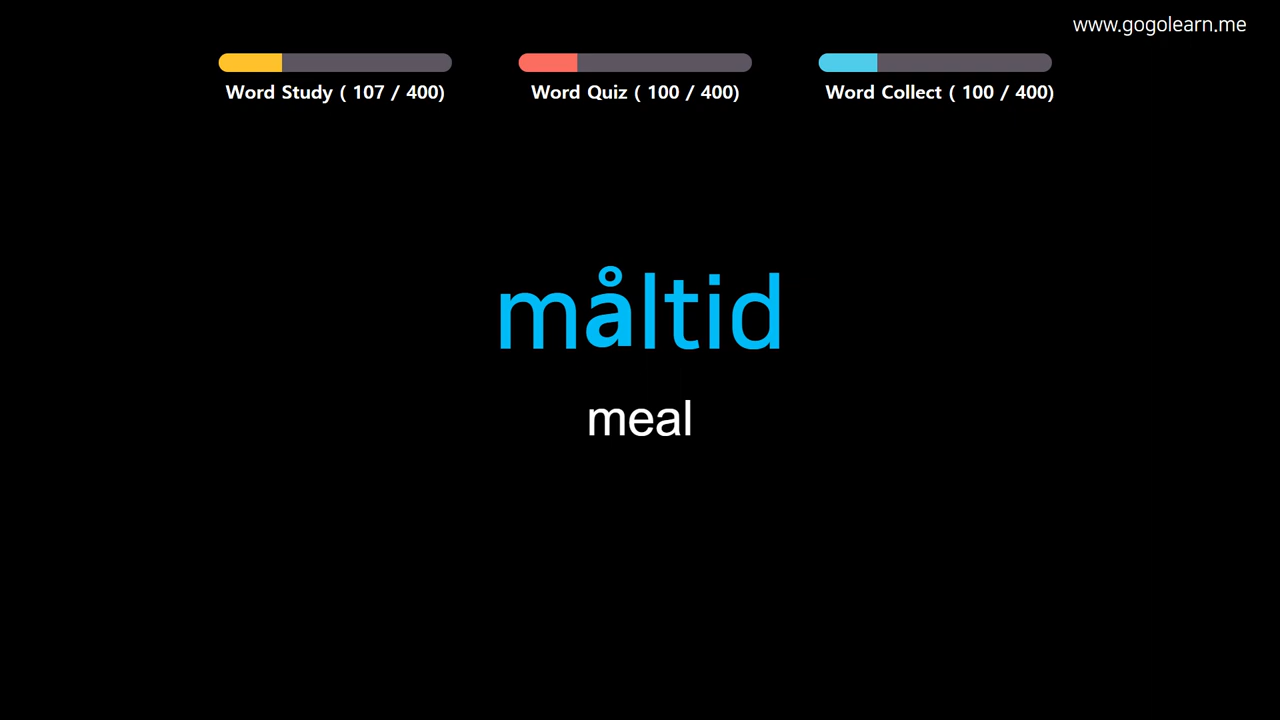 www.gogolearn.me
Word Study ( 107 / 400)
Word Quiz ( 100 / 400)
Word Collect ( 100 / 400)
måltid
meal